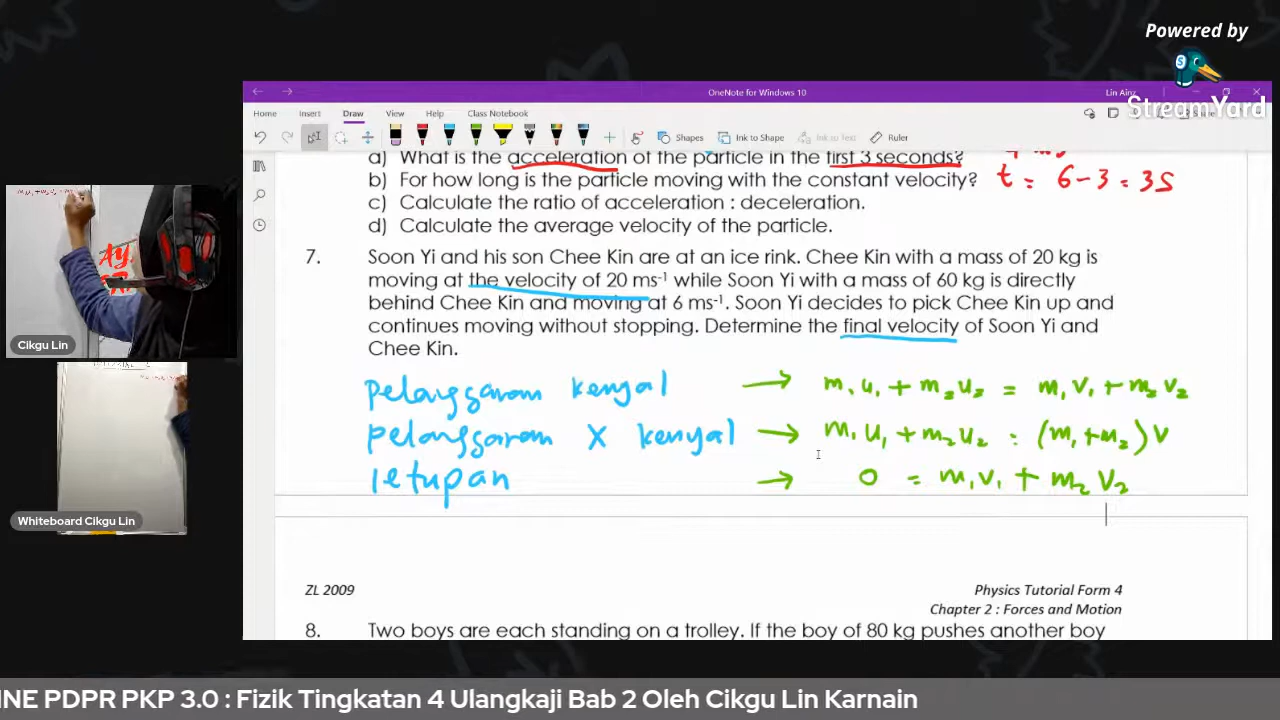 Powered by
StreamYard
OneNote for Windows 10
Lin Ainz
Home Insert Draw View Help Class Notebook
Shapes Ink to Shape Ink to Text Ruler
a) What is the acceleration of the particle in the first 3 seconds?
b) For how long is the particle moving with the constant velocity? t = 6 - 3 = 3s
c) Calculate the ratio of acceleration : deceleration.
d) Calculate the average velocity of the particle.
7. Soon Yi and his son Chee Kin are at an ice rink. Chee Kin with a mass of 20 kg is
moving at the velocity of 20 ms⁻¹ while Soon Yi with a mass of 60 kg is directly
behind Chee Kin and moving at 6 ms⁻¹. Soon Yi decides to pick Chee Kin up and
continues moving without stopping. Determine the final velocity of Soon Yi and
Chee Kin.
pelanggaran kenyal → m₁u₁ + m₂u₂ = m₁v₁ + m₂v₂
pelanggaran x kenyal → m₁u₁ + m₂u₂ = (m₁+m₂)v
letupan → 0 = m₁v₁ + m₂v₂
ZL 2009 Physics Tutorial Form 4
Chapter 2 : Forces and Motion
8. Two boys are each standing on a trolley. If the boy of 80 kg pushes another boy
Cikgu Lin
Whiteboard Cikgu Lin
INE PDPR PKP 3.0 : Fizik Tingkatan 4 Ulangkaji Bab 2 Oleh Cikgu Lin Karnain